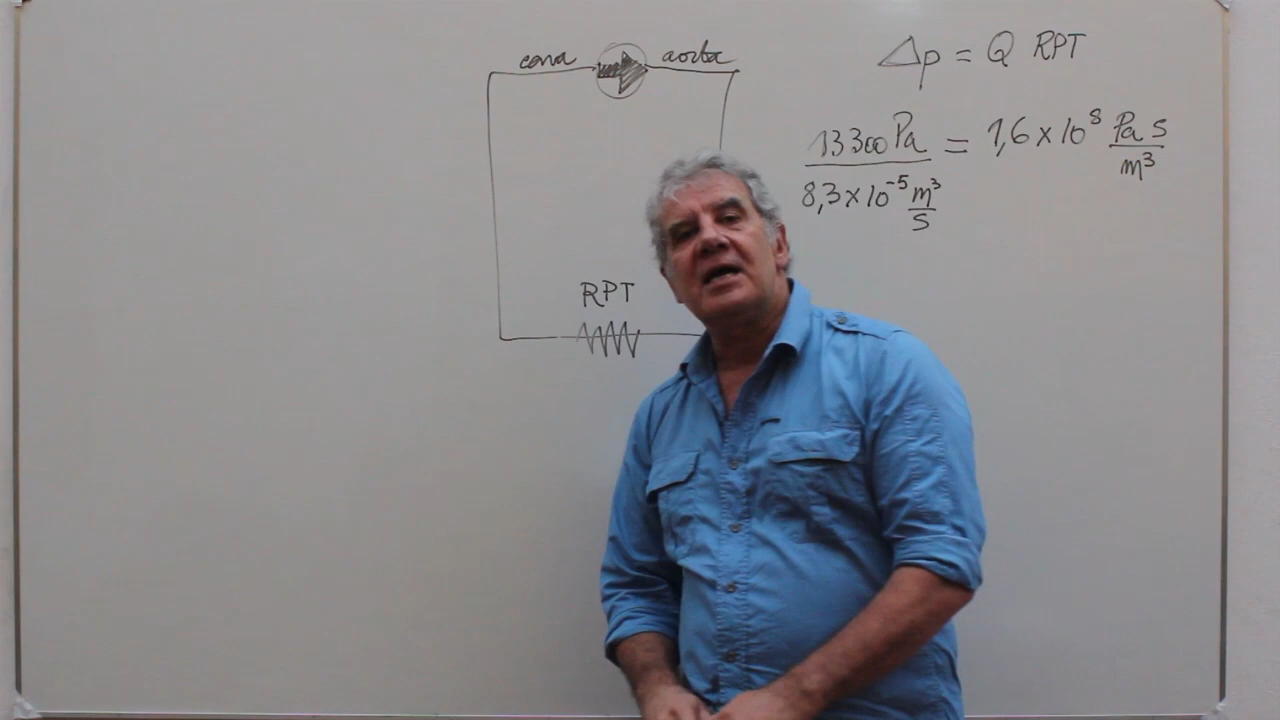 cava aorta
RPT
Δp = Q RPT
13300 Pa / 8,3 × 10⁻⁵ m³/s = 1,6 × 10⁸ Pa s / m³